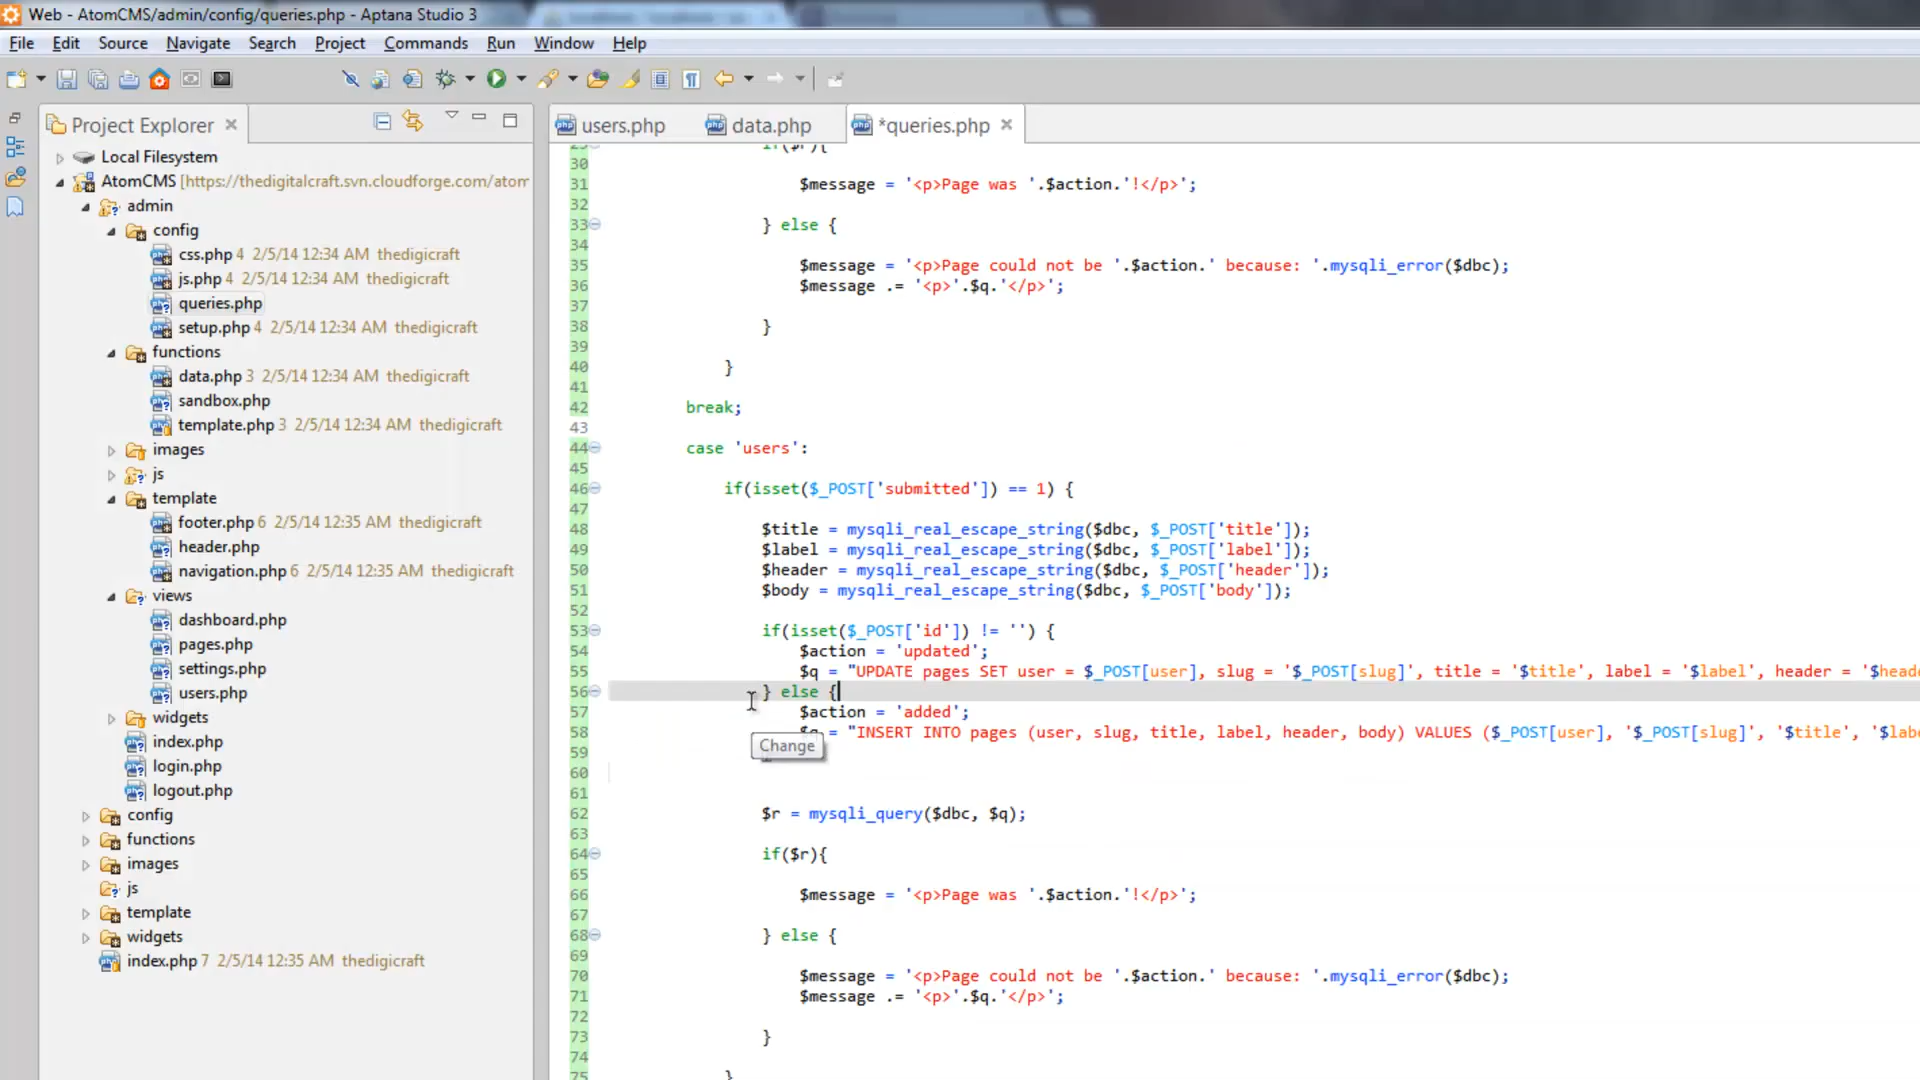 Web - AtomCMS/admin/config/queries.php - Aptana Studio 3
File Edit Source Navigate Search Project Commands Run Window Help
Project Explorer
users.php data.php *queries.php
Local Filesystem
AtomCMS [https://thedigitalcraft.svn.cloudforge.com/atom
admin
config
css.php 4 2/5/14 12:34 AM thedigicraft
js.php 4 2/5/14 12:34 AM thedigicraft
queries.php
setup.php 4 2/5/14 12:34 AM thedigicraft
functions
data.php 3 2/5/14 12:34 AM thedigicraft
sandbox.php
template.php 3 2/5/14 12:34 AM thedigicraft
images
js
template
footer.php 6 2/5/14 12:35 AM thedigicraft
header.php
navigation.php 6 2/5/14 12:35 AM thedigicraft
views
dashboard.php
pages.php
settings.php
users.php
widgets
index.php
login.php
logout.php
config
functions
images
js
template
widgets
index.php 7 2/5/14 12:35 AM thedigicraft
29 if($r){
30
31 $message = '<p>Page was '.$action.'!</p>';
32
33 } else {
34
35 $message = '<p>Page could not be '.$action.' because: '.mysqli_error($dbc);
36 $message .= '<p>'.$q.'</p>';
37
38 }
39
40 }
41
42 break;
43
44 case 'users':
45
46 if(isset($_POST['submitted']) == 1) {
47
48 $title = mysqli_real_escape_string($dbc, $_POST['title']);
49 $label = mysqli_real_escape_string($dbc, $_POST['label']);
50 $header = mysqli_real_escape_string($dbc, $_POST['header']);
51 $body = mysqli_real_escape_string($dbc, $_POST['body']);
52
53 if(isset($_POST['id']) != '') {
54 $action = 'updated';
55 $q = "UPDATE pages SET user = $_POST[user], slug = '$_POST[slug]', title = '$title', label = '$label', header = '$heade
56 } else {
57 $action = 'added';
58 = "INSERT INTO pages (user, slug, title, label, header, body) VALUES ($_POST[user], '$_POST[slug]', '$title', '$labe
Change
59
60
61
62 $r = mysqli_query($dbc, $q);
63
64 if($r){
65
66 $message = '<p>Page was '.$action.'!</p>';
67
68 } else {
69
70 $message = '<p>Page could not be '.$action.' because: '.mysqli_error($dbc);
71 $message .= '<p>'.$q.'</p>';
72
73 }
74
75 }